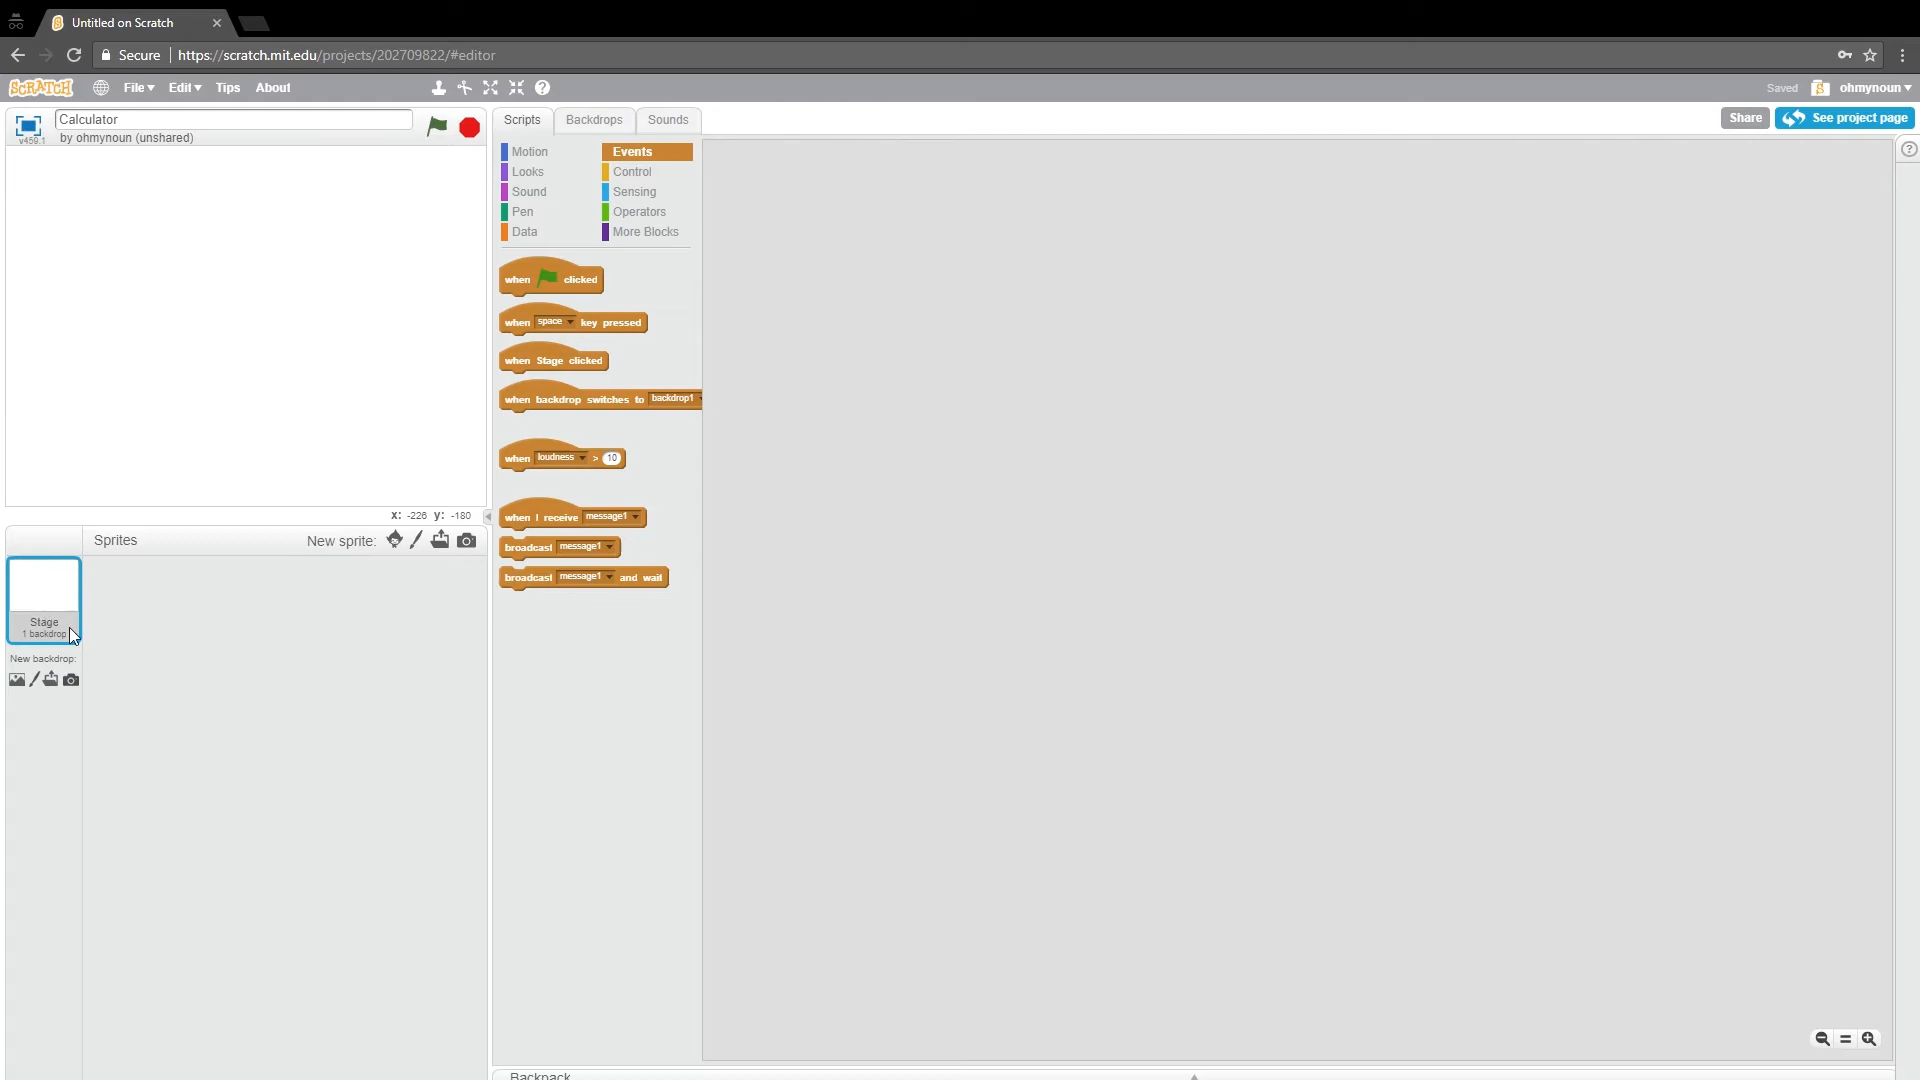 Untitled on Scratch
Secure https://scratch.mit.edu/projects/202709822/#editor
SCRATCH File Edit Tips About Saved ohmynoun
v459.1 Calculator
by ohmynoun (unshared)
Scripts Backdrops Sounds
Share See project page
Motion Events
Looks Control
Sound Sensing
Pen Operators
Data More Blocks
when clicked
when space key pressed
when Stage clicked
when backdrop switches to backdrop1
when loudness > 10
when I receive message1
broadcast message1
broadcast message1 and wait
x: -226 y: -180
Sprites New sprite:
Stage
1 backdrop
New backdrop:
Backpack